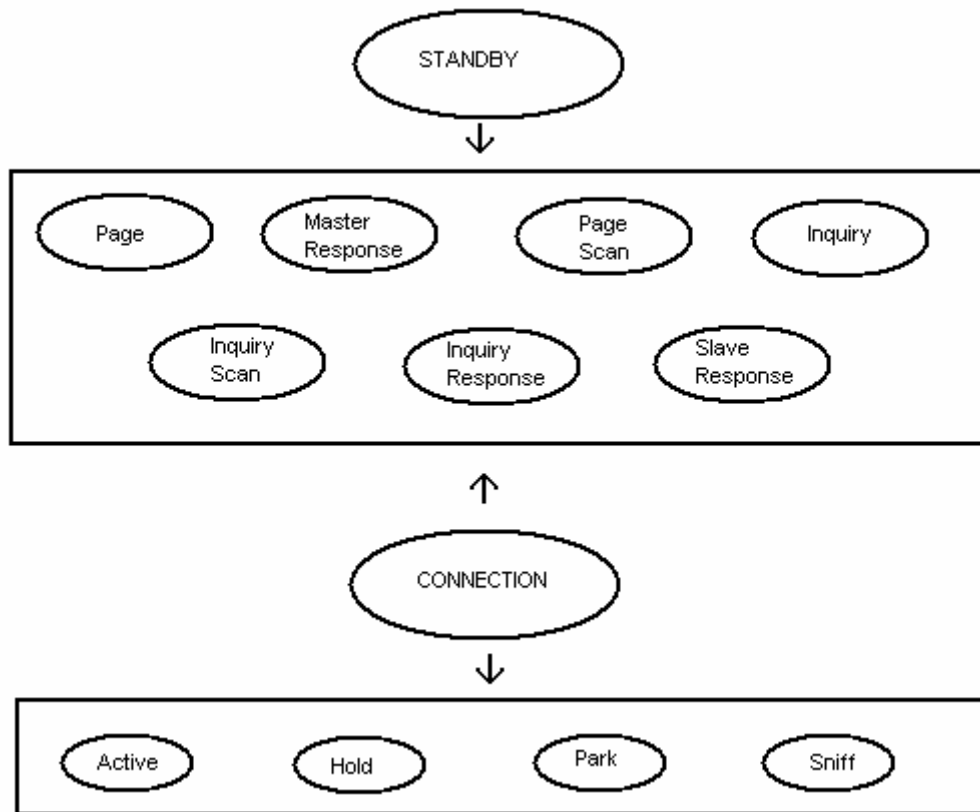 STANDBY
Page
Master
Response
Page
Scan
Inquiry
Inquiry
Scan
Inquiry
Response
Slave
Response
CONNECTION
Active
Hold
Park
Sniff